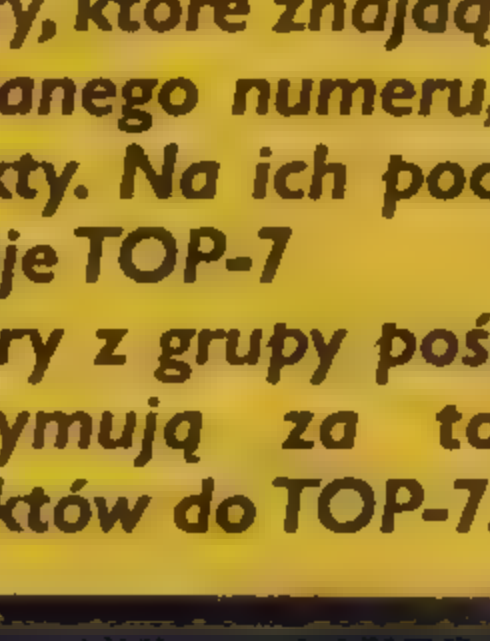 y, które znajdą
anego numeru,
kty. Na ich poc
je TOP-7
ry z grupy poś
ymują za to
któw do TOP-7.